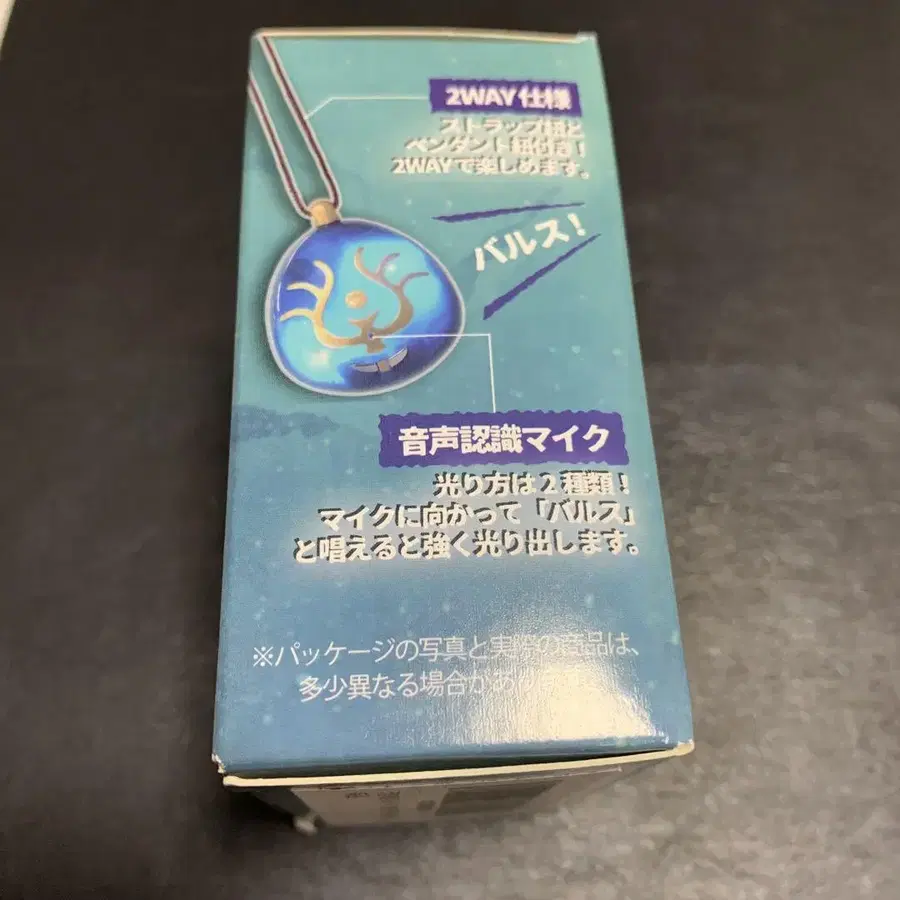 2WAY仕様
ストラップ紐と
ペンダント紐付き!
2WAYで楽しめます。
バルス!
音声認識マイク
光り方は2種類!
マイクに向かって「バルス」
と唱えると強く光り出します。
※パッケージの写真と実際の商品は、
多少異なる場合があ